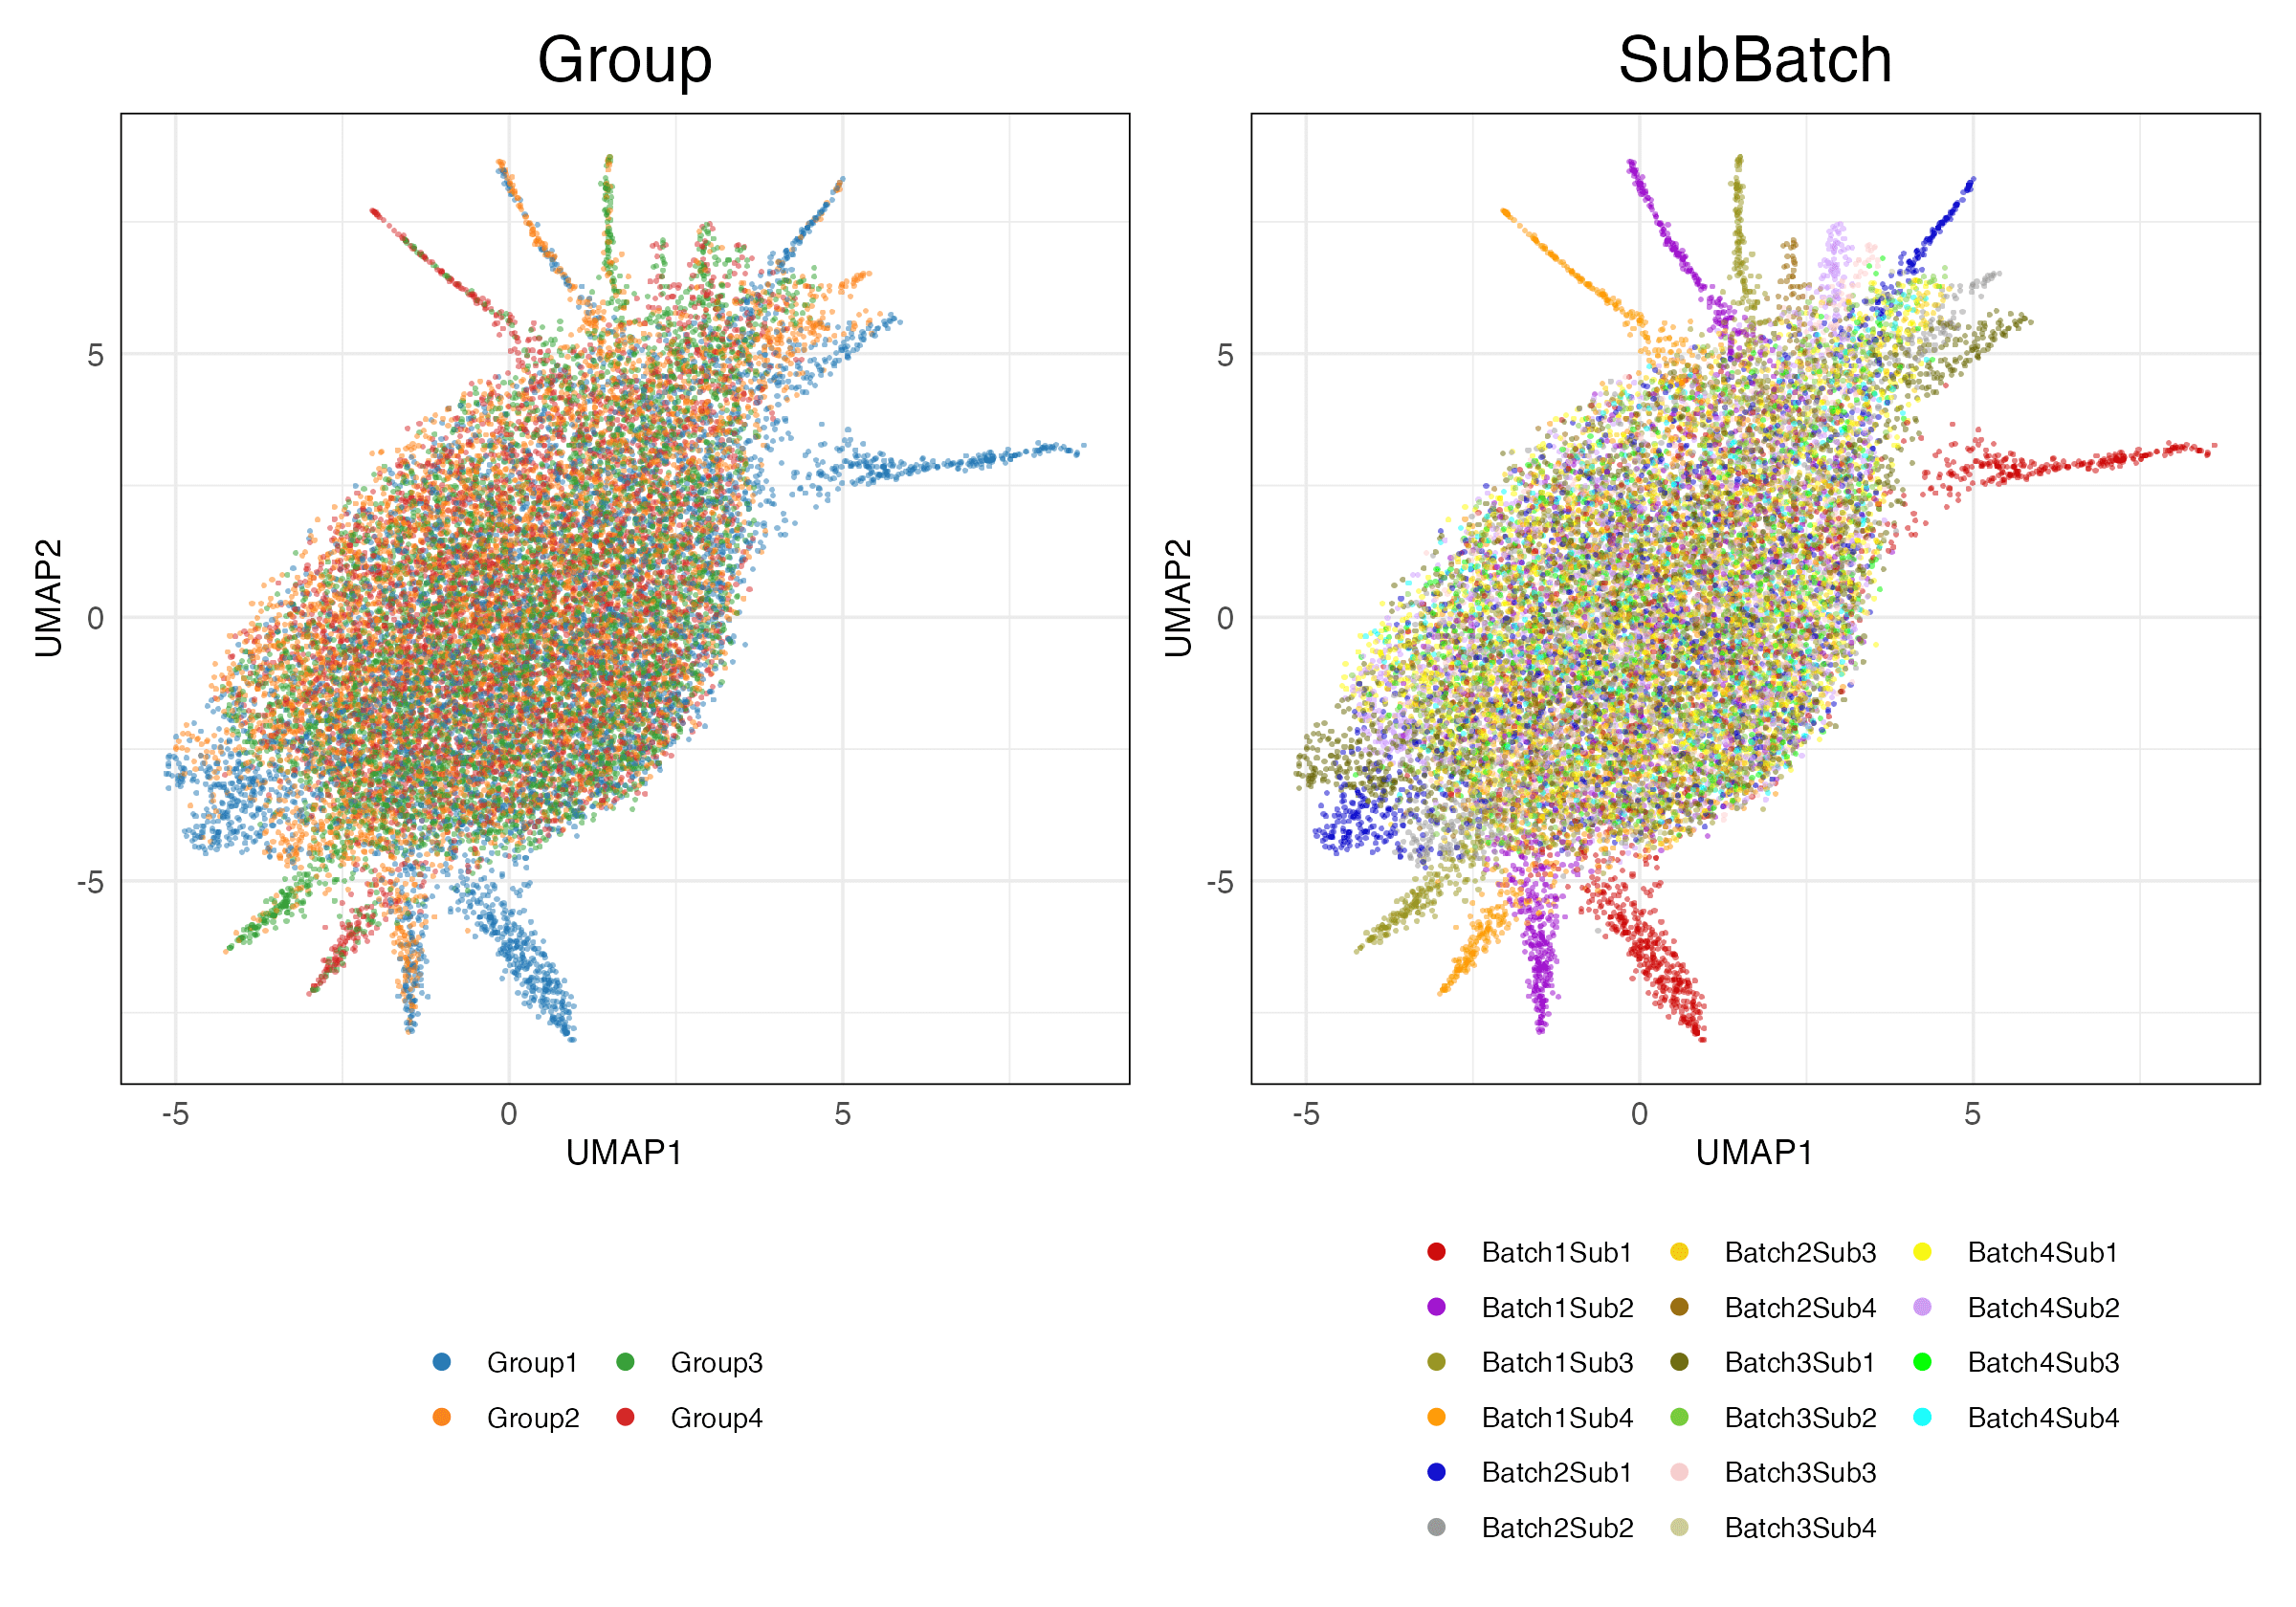 Group
SubBatch
5
0
-5
UMAP2
-5
0
5
UMAP1
5
0
-5
UMAP2
-5
0
5
UMAP1
Group1
Group3
Group2
Group4
Batch1Sub1
Batch2Sub3
Batch4Sub1
Batch1Sub2
Batch2Sub4
Batch4Sub2
Batch1Sub3
Batch3Sub1
Batch4Sub3
Batch1Sub4
Batch3Sub2
Batch4Sub4
Batch2Sub1
Batch3Sub3
Batch2Sub2
Batch3Sub4